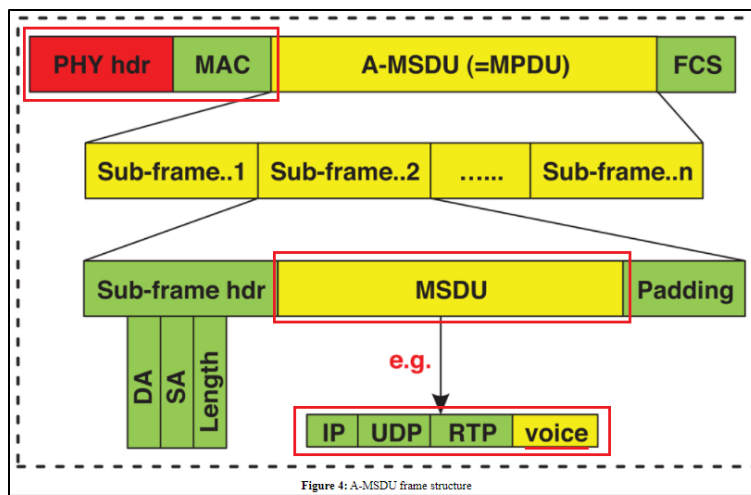 PHY hdr MAC A-MSDU (=MPDU) FCS
Sub-frame..1 Sub-frame..2 ...... Sub-frame..n
Sub-frame hdr MSDU Padding
DA
SA
Length
e.g.
IP UDP RTP voice
Figure 4: A-MSDU frame structure